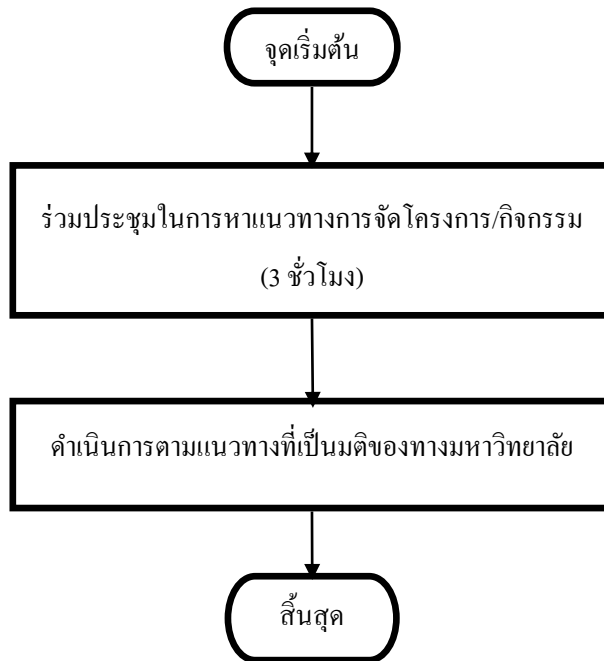 จุดเริ่มต้น
ร่วมประชุมในการหาแนวทางการจัดโครงการ/กิจกรรม
(3 ชั่วโมง)
ดำเนินการตามแนวทางที่เป็นมติของทางมหาวิทยาลัย
สิ้นสุด